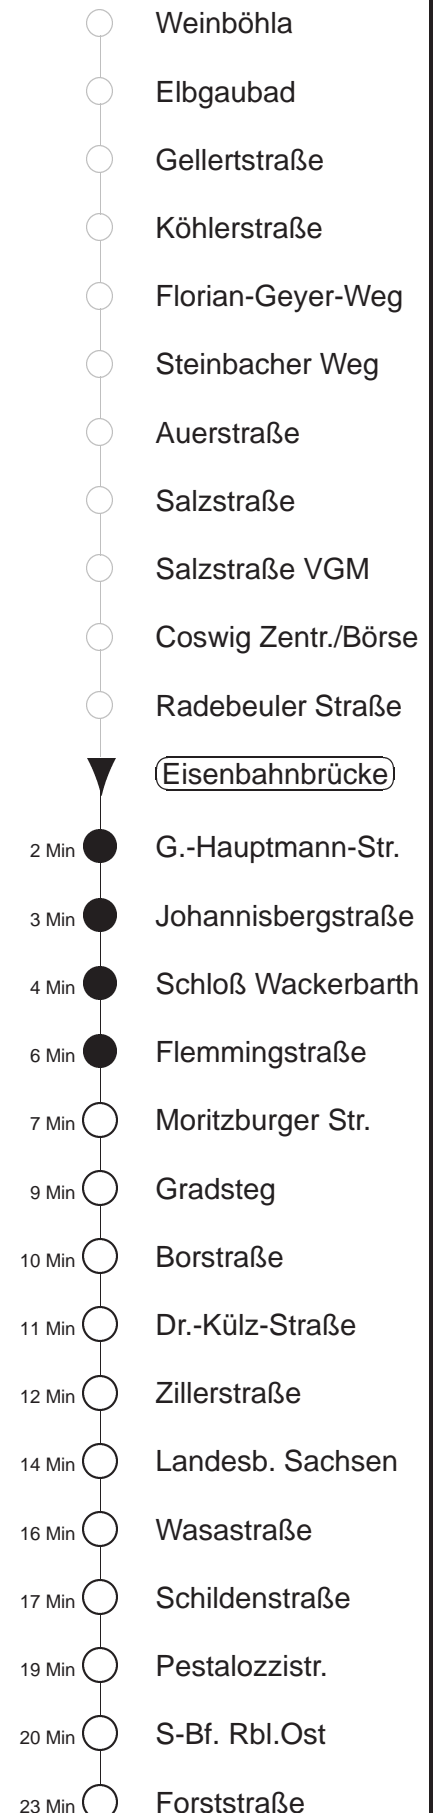 Weinböhla
Elbgaubad
Gellertstraße
Köhlerstraße
Florian-Geyer-Weg
Steinbacher Weg
Auerstraße
Salzstraße
Salzstraße VGM
Coswig Zentr./Börse
Radebeuler Straße
Eisenbahnbrücke
2 Min G.-Hauptmann-Str.
3 Min Johannisbergstraße
4 Min Schloß Wackerbarth
6 Min Flemmingstraße
7 Min Moritzburger Str.
9 Min Gradsteg
10 Min Borstraße
11 Min Dr.-Külz-Straße
12 Min Zillerstraße
14 Min Landesb. Sachsen
16 Min Wasastraße
17 Min Schildenstraße
19 Min Pestalozzistr.
20 Min S-Bf. Rbl.Ost
23 Min Forststraße